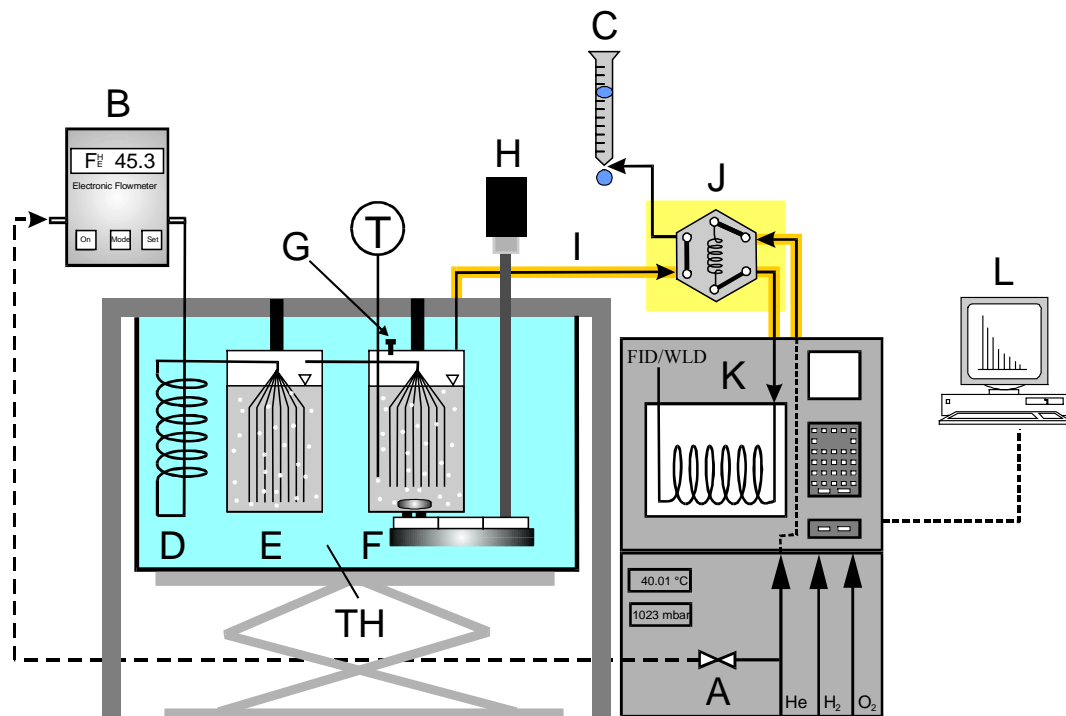 C
B
F H E 45.3
Electronic Flowmeter
On Mode Set
H
J
T
G
I
L
FID/WLD
K
D E F
TH
40.01 °C
1023 mbar
A
He H2 O2